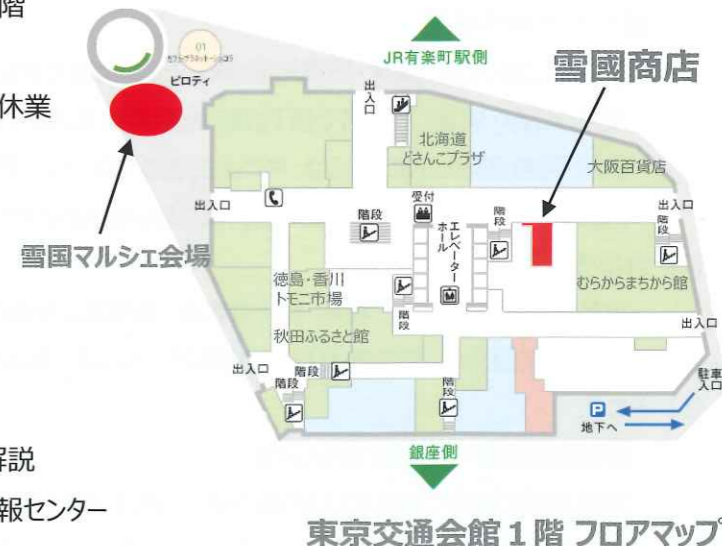 階
休業
01
ピロティ
JR有楽町駅側
雪國商店
出入口
北海道
どさんこプラザ
大阪百貨店
出入口
受付
階段
階段
出入口
階段
エレベーター
ホール
雪国マルシェ会場
徳島・香川
トモニ市場
むらからまちから館
階段
秋田ふるさと館
出入口
出入口
階段
階段
階段
駐車
入口
P
地下へ
銀座側
解説
報センター
東京交通会館1階 フロアマップ